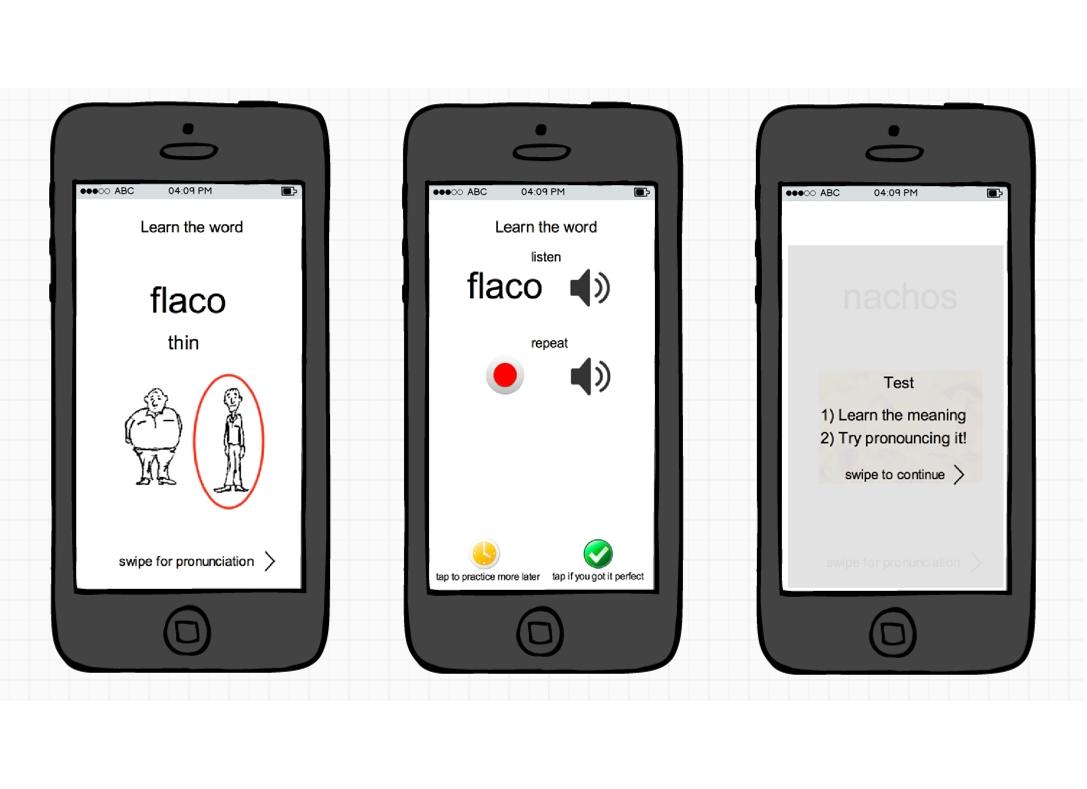 ●●●○○ ABC 04:09 PM
Learn the word
flaco
thin
swipe for pronunciation
●●●○○ ABC 04:09 PM
Learn the word
listen
flaco
repeat
tap to practice more later
tap if you got it perfect
●●●○○ ABC 04:09 PM
nachos
Test
1) Learn the meaning
2) Try pronouncing it!
swipe to continue
swipe for pronunciation